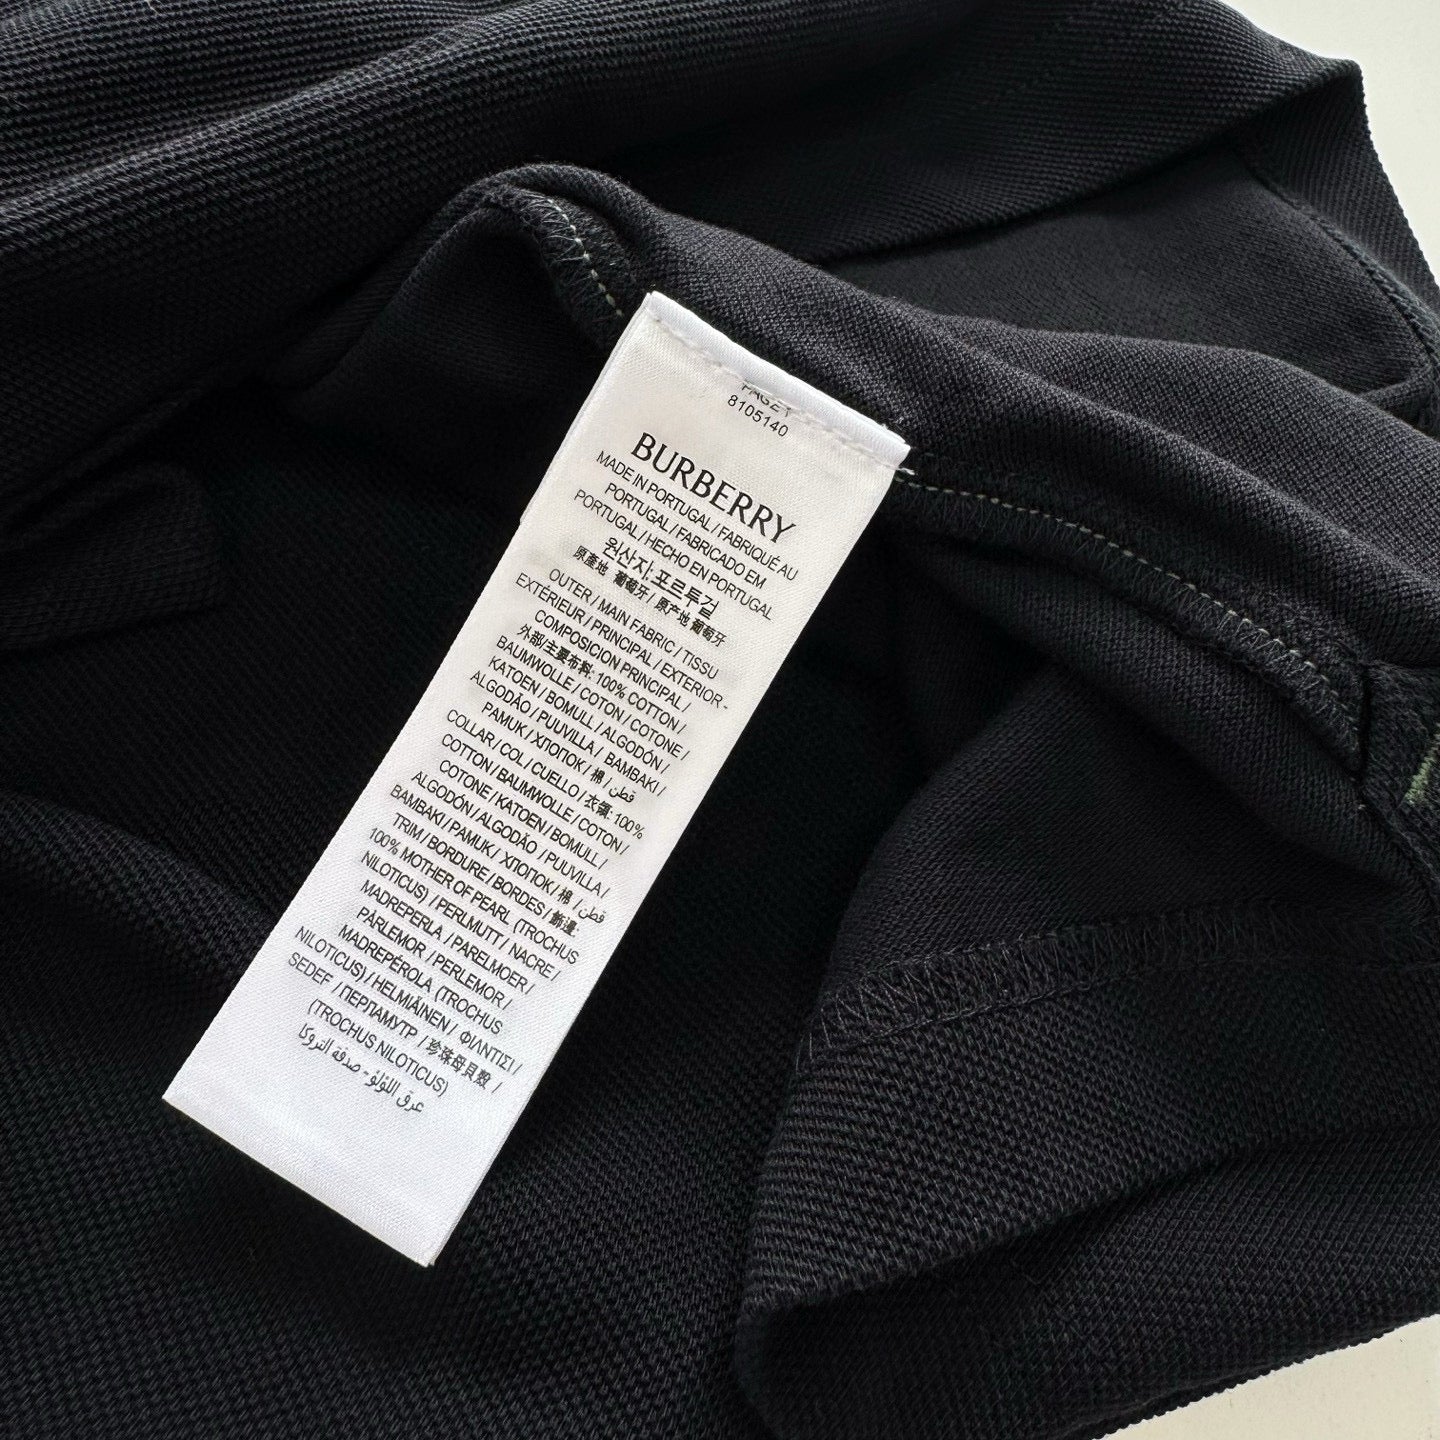 PAGE 1
8105140
BURBERRY
MADE IN PORTUGAL / FABRIQUÉ AU
PORTUGAL / FABRICADO EM
PORTUGAL / HECHO EN PORTUGAL
원산지: 포르투걸
原產地 葡萄牙 / 原产地 葡萄牙
OUTER / MAIN FABRIC / TISSU
EXTÉRIEUR / PRINCIPAL / EXTERIOR -
COMPOSICION PRINCIPAL /
外部/主要布料: 100% COTTON /
BAUMWOLLE / COTON / COTONE /
KATOEN / BOMULL / ALGODÓN /
ALGODÃO / PUUVILLA / BAMBAKI /
PAMUK / ХЛОПОК / 棉 / قطن
COLLAR / COL / CUELLO / 衣領: 100%
COTTON / BAUMWOLLE / COTON /
COTONE / KATOEN / BOMULL /
ALGODÓN / ALGODÃO / PUUVILLA /
BAMBAKI / PAMUK / ХЛОПОК / 棉 / قطن
TRIM / BORDURE / BORDES / 飾邊:
100% MOTHER OF PEARL (TROCHUS
NILOTICUS) / PERLMUTT / NACRE /
MADREPERLA / PARELMOER /
PÄRLEMOR / PERLEMOR /
MADREPÉROLA (TROCHUS
NILOTICUS) / HELMIÄINEN / ΦΙΛΝΤΙΣΙ /
SEDEF / ПЕРЛАМУТР / 珍珠母貝殼 /
(TROCHUS NILOTICUS)
عرق اللؤلؤ - صدفة التروكا